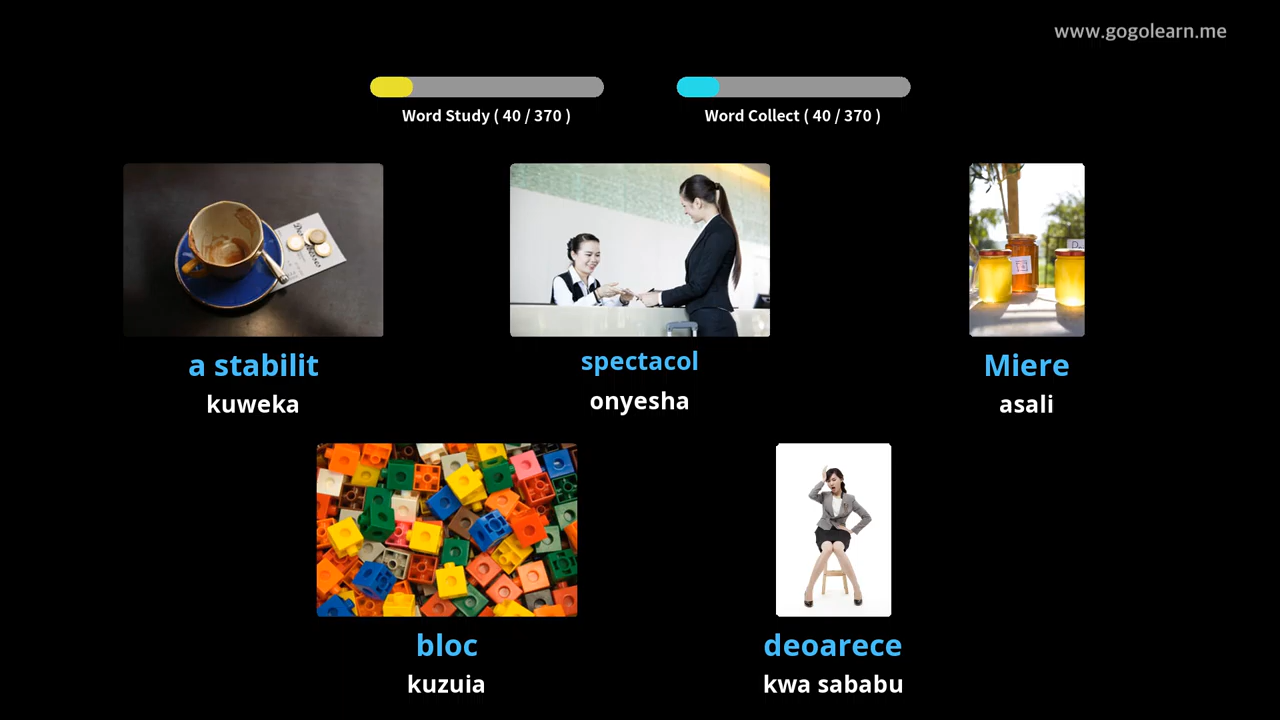 www.gogolearn.me
Word Study ( 40 / 370 )
Word Collect ( 40 / 370 )
a stabilit
kuweka
spectacol
onyesha
Miere
asali
bloc
kuzuia
deoarece
kwa sababu